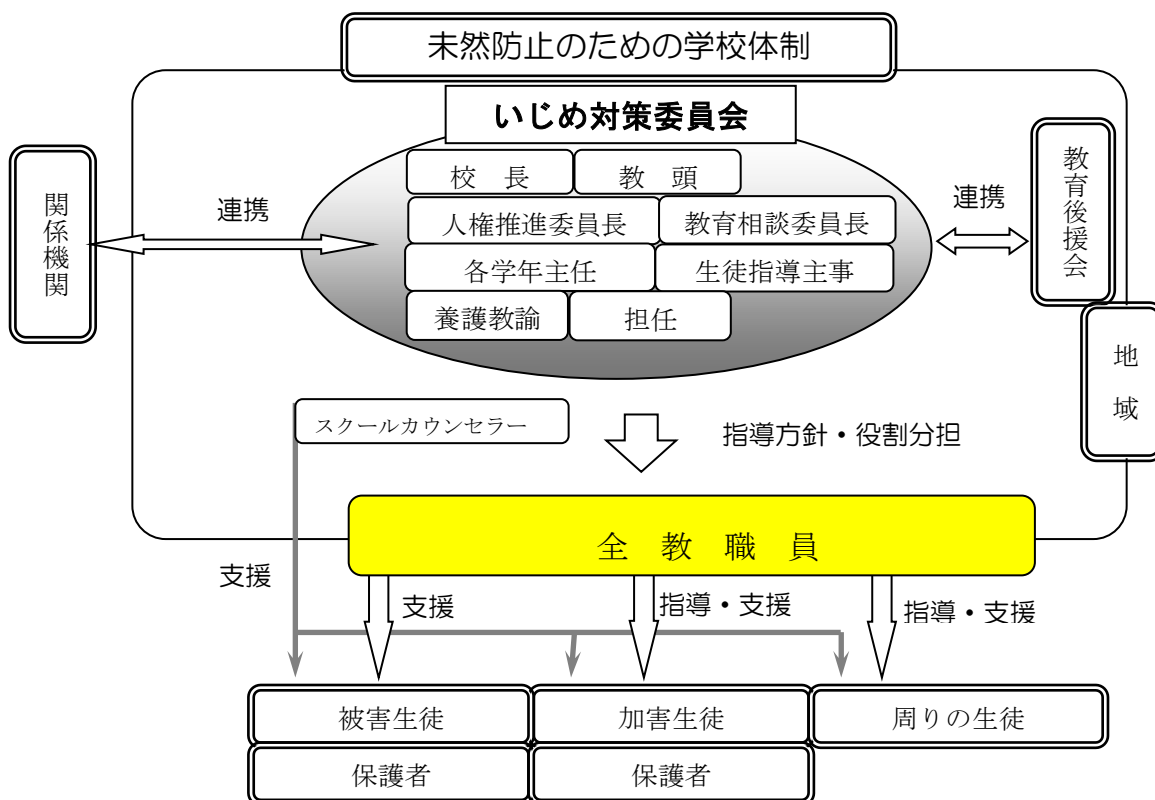 未然防止のための学校体制
いじめ対策委員会
校　長
教　頭
人権推進委員長
教育相談委員長
各学年主任
生徒指導主事
養護教諭
担任
関係機関
連携
連携
教育後援会
地域
スクールカウンセラー
指導方針・役割分担
全　教　職　員
支援
支援
指導・支援
指導・支援
被害生徒
加害生徒
周りの生徒
保護者
保護者